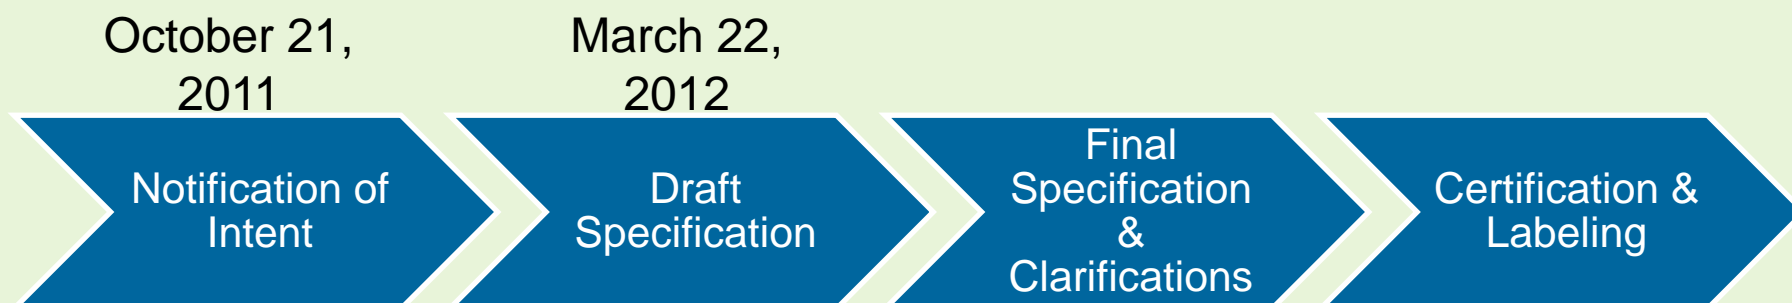 October 21,
2011
March 22,
2012
Notification of
Intent
Draft
Specification
Final
Specification
&
Clarifications
Certification &
Labeling